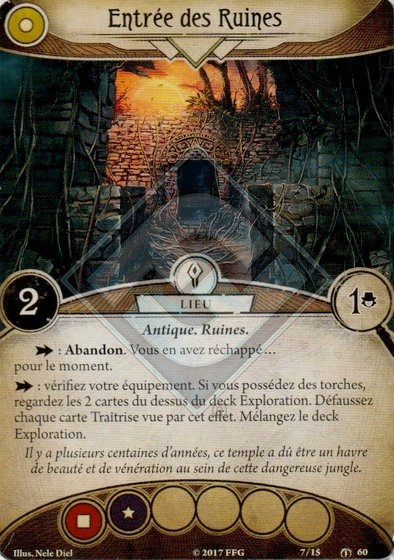 Entrée des Ruines
2
LIEU
1
Antique. Ruines.
: Abandon. Vous en avez réchappé…
pour le moment.
: vérifiez votre équipement. Si vous possédez des torches,
regardez les 2 cartes du dessus du deck Exploration. Défaussez
chaque carte Traîtrise vue par cet effet. Mélangez le deck
Exploration.
Il y a plusieurs centaines d'années, ce temple a dû être un havre
de beauté et de vénération au sein de cette dangereuse jungle.
Illus. Nele Diel
© 2017 FFG
7/15
60